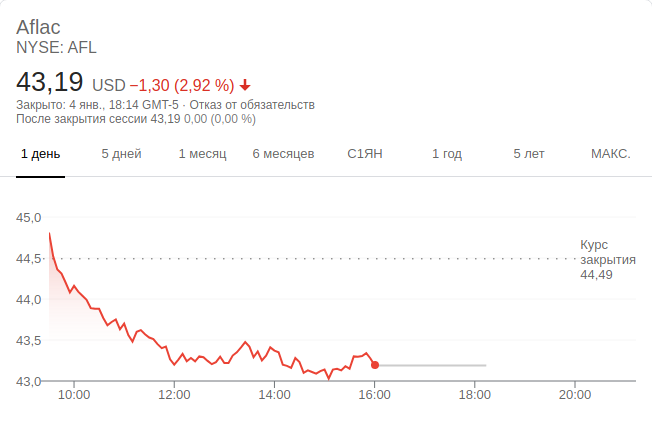 Aflac
NYSE: AFL
43,19 USD −1,30 (2,92 %)
Закрыто: 4 янв., 18:14 GMT-5 · Отказ от обязательств
После закрытия сессии 43,19 0,00 (0,00 %)
1 день 5 дней 1 месяц 6 месяцев С1ЯН 1 год 5 лет МАКС.
45,0
Курс
закрытия
44,49
44,5
44,0
43,5
43,0
10:00 12:00 14:00 16:00 18:00 20:00